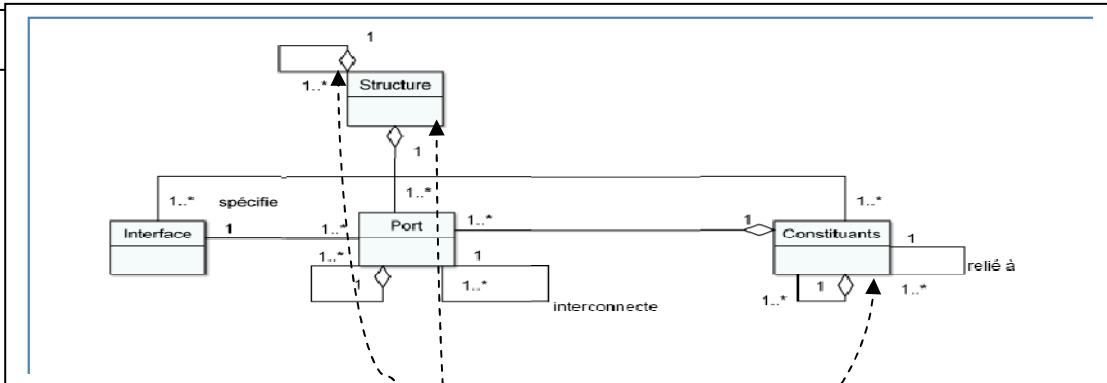 1
1..*
Structure
1
1..*
1..* spécifie
1..*
Interface
1
1..*
Port
1..*
1
Constituants
1
relié à
1..*
1
1..*
1
1..*
interconnecte
1..*
1
1..*